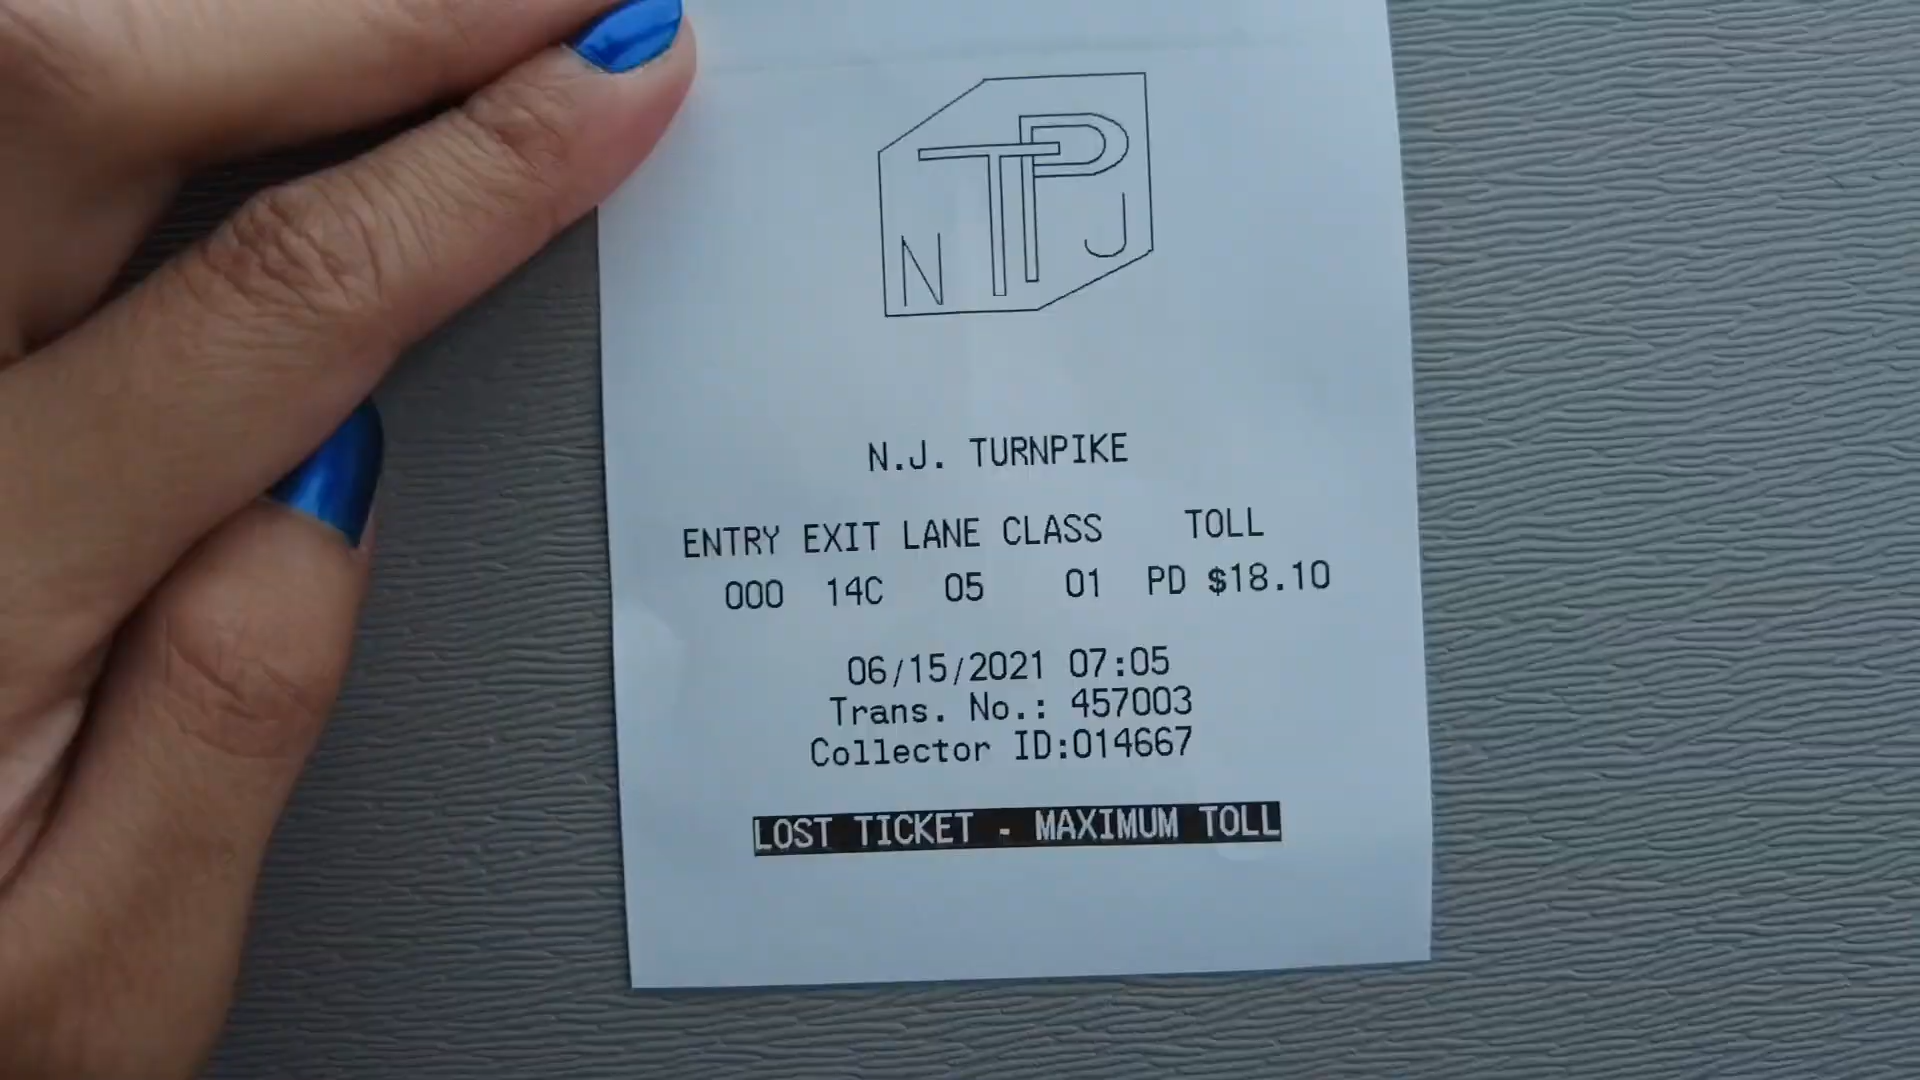 TP
N J
N.J. TURNPIKE
ENTRY EXIT LANE CLASS TOLL
000 14C 05 01 PD $18.10
06/15/2021 07:05
Trans. No.: 457003
Collector ID:014667
LOST TICKET - MAXIMUM TOLL